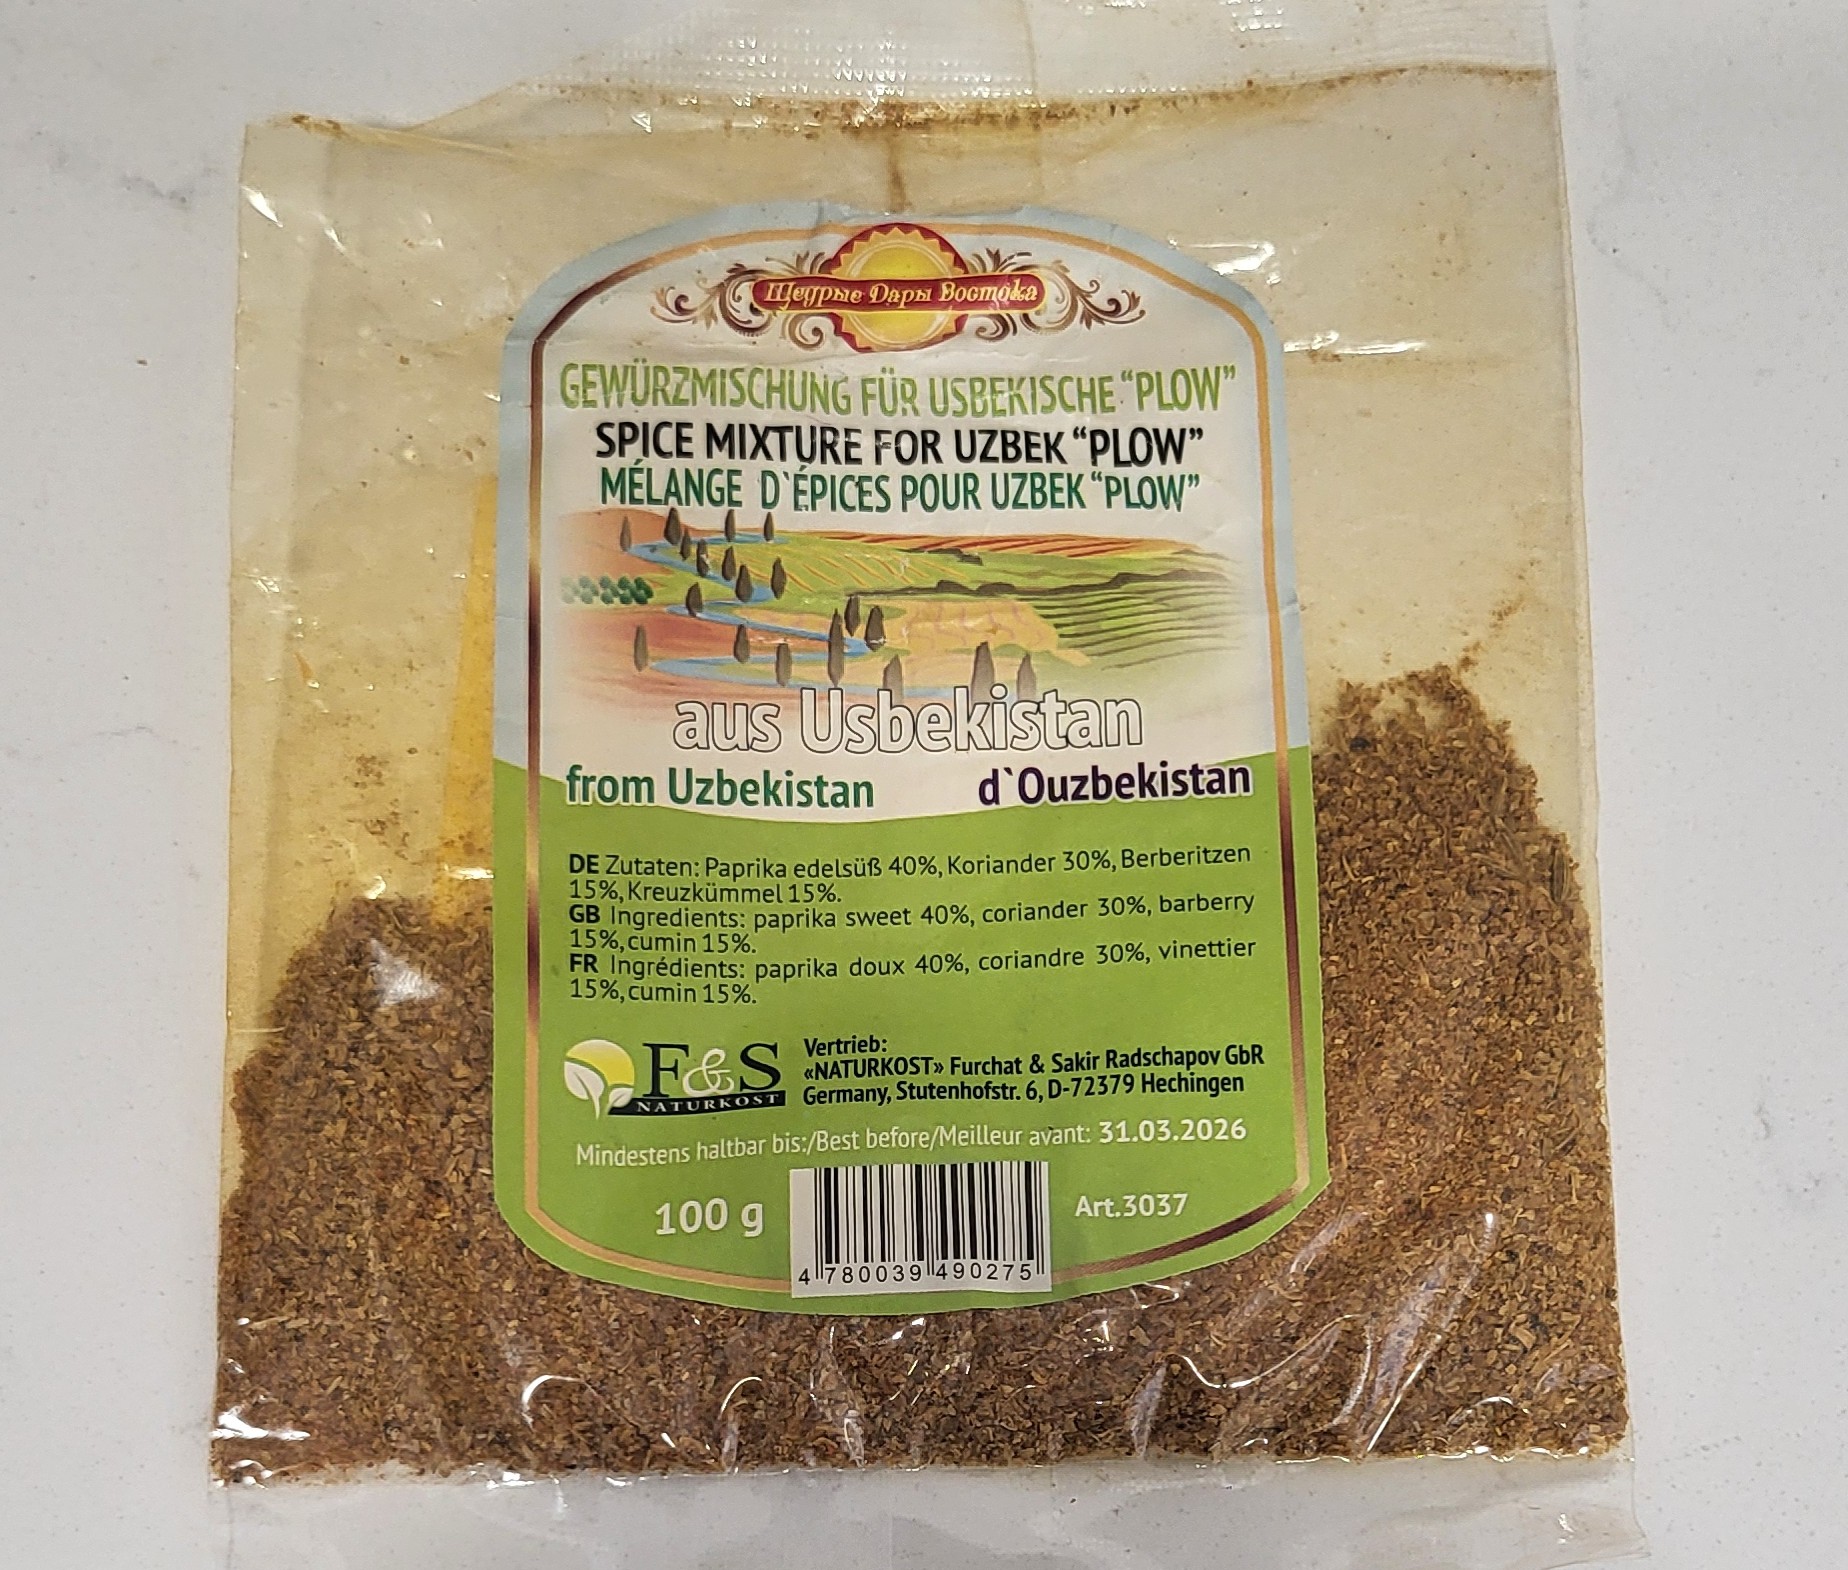 Щедрые Дары Востока
GEWÜRZMISCHUNG FÜR USBEKISCHE “PLOW”
SPICE MIXTURE FOR UZBEK “PLOW”
MÉLANGE D`ÉPICES POUR UZBEK “PLOW”
aus Usbekistan
from Uzbekistan d`Ouzbekistan
DE Zutaten: Paprika edelsüß 40%, Koriander 30%, Berberitzen
15%, Kreuzkümmel 15%.
GB Ingredients: paprika sweet 40%, coriander 30%, barberry
15%, cumin 15%.
FR Ingrédients: paprika doux 40%, coriandre 30%, vinettier
15%, cumin 15%.
F&S
NATURKOST
Vertrieb:
«NATURKOST» Furchat & Sakir Radschapov GbR
Germany, Stutenhofstr. 6, D-72379 Hechingen
Mindestens haltbar bis:/Best before/Meilleur avant: 31.03.2026
100 g
Art.3037
4 780039 490275